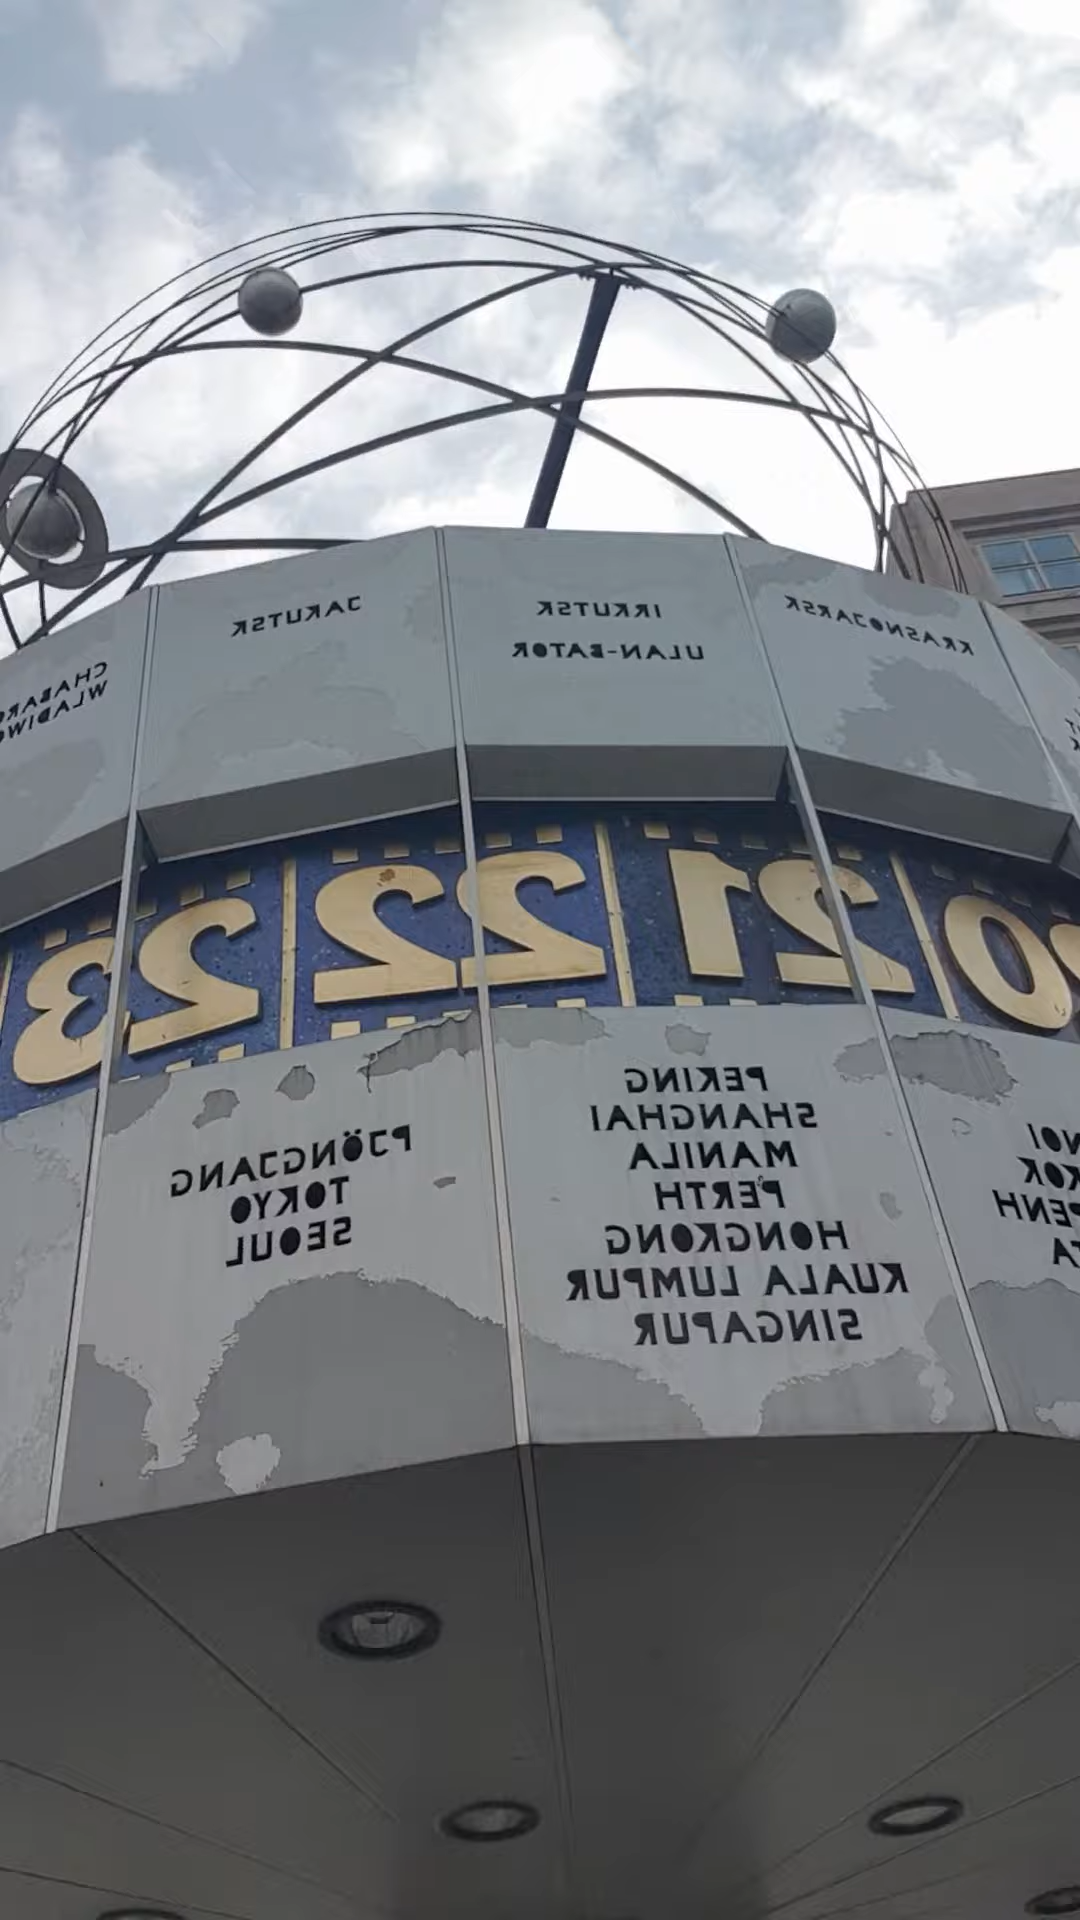 JAKUTSK
IRKUTSK
ULAN-BATOR
KRASNOJARSK
23
22
21
20
PJÖNGJANG
TOKYO
SEOUL
PEKING
SHANGHAI
MANILA
PERTH
HONGKONG
KUALA LUMPUR
SINGAPUR